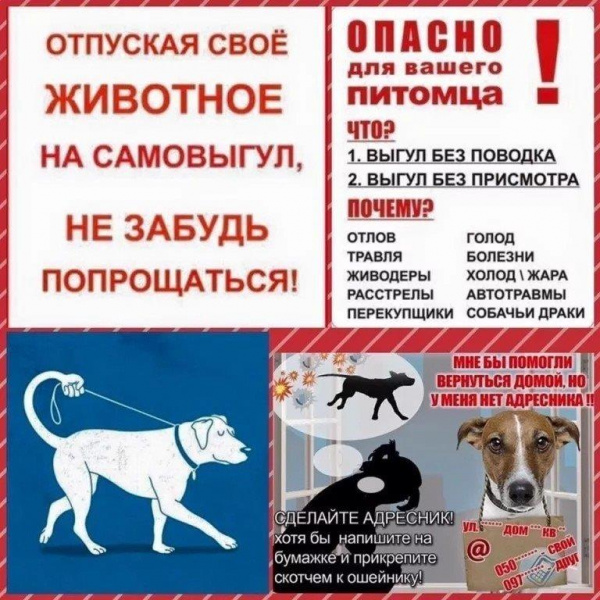 ОТПУСКАЯ СВОЁ
ЖИВОТНОЕ
НА САМОВЫГУЛ,
НЕ ЗАБУДЬ
ПОПРОЩАТЬСЯ!
ОПАСНО
для вашего
питомца
!
ЧТО?
1. ВЫГУЛ БЕЗ ПОВОДКА
2. ВЫГУЛ БЕЗ ПРИСМОТРА
ПОЧЕМУ?
ОТЛОВ ГОЛОД
ТРАВЛЯ БОЛЕЗНИ
ЖИВОДЕРЫ ХОЛОД \ ЖАРА
РАССТРЕЛЫ АВТОТРАВМЫ
ПЕРЕКУПЩИКИ СОБАЧЬИ ДРАКИ
МНЕ БЫ ПОМОГЛИ
ВЕРНУТЬСЯ ДОМОЙ, НО
У МЕНЯ НЕТ АДРЕСНИКА!!
СДЕЛАЙТЕ АДРЕСНИК!
хотя бы напишите на
бумажке и прикрепите
скотчем к ошейнику!
УЛ.****** ДОМ *** КВ **
@
050****** СВОЙ
097****** ДРУГ